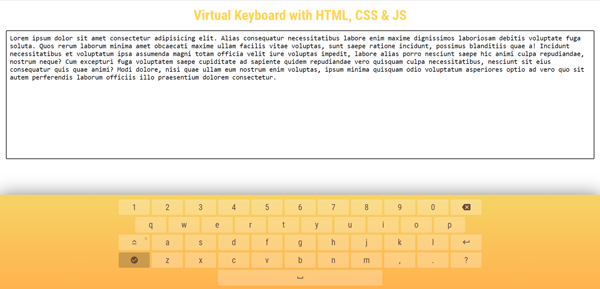 Virtual Keyboard with HTML, CSS & JS
Lorem ipsum dolor sit amet consectetur adipisicing elit. Alias consequatur necessitatibus labore enim maxime dignissimos laboriosam debitis voluptate fuga
soluta. Quos rerum laborum minima amet obcaecati maxime ullam facilis vitae voluptas, sunt saepe ratione incidunt, possimus blanditiis quae a! Incidunt
necessitatibus et voluptatum ipsa assumenda magni totam officia velit iure voluptas impedit, labore alias porro nesciunt saepe hic animi culpa repudiandae,
nostrum neque? Cum excepturi fuga voluptatem saepe cupiditate ad sapiente quidem repudiandae vero quisquam culpa necessitatibus, nesciunt sit eius
consequatur quis quae animi? Modi dolore, nisi quae ullam eum nostrum enim voluptas, ipsum minima quisquam odio voluptatum asperiores optio ad vero quo sit
autem perferendis laborum officiis illo praesentium dolorem consectetur.
1 2 3 4 5 6 7 8 9 0
q w e r t y u i o p
a s d f g h j k l
z x c v b n m , . ?